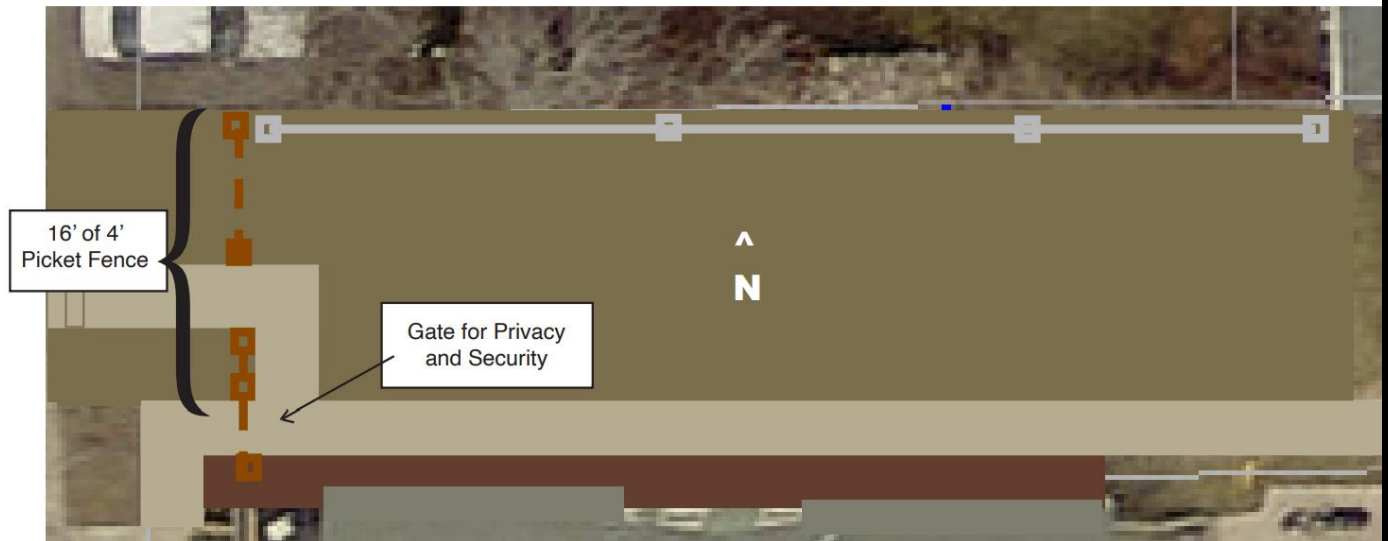 16’ of 4’
Picket Fence
^
N
Gate for Privacy
and Security